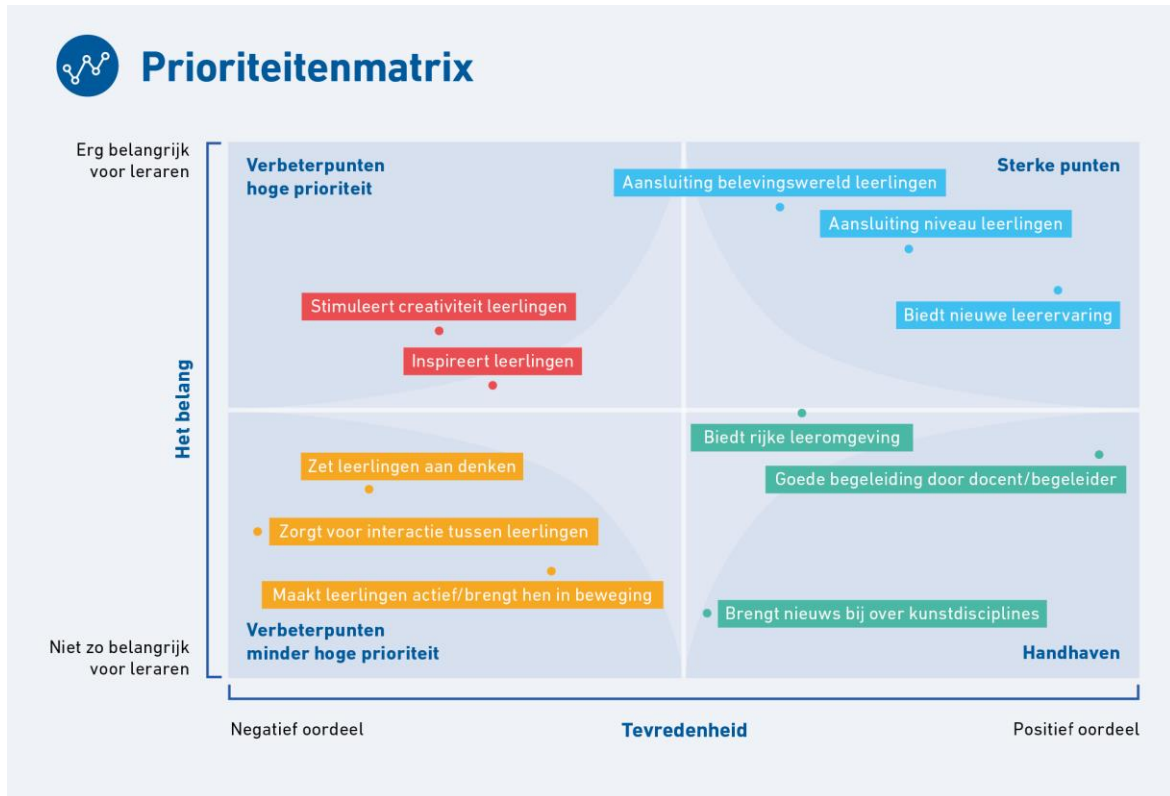 Prioriteitenmatrix
Erg belangrijk
voor leraren
Verbeterpunten
hoge prioriteit
Sterke punten
Aansluiting belevingswereld leerlingen
Aansluiting niveau leerlingen
Biedt nieuwe leerervaring
Stimuleert creativiteit leerlingen
Inspireert leerlingen
Het belang
Biedt rijke leeromgeving
Zet leerlingen aan denken
Goede begeleiding door docent/begeleider
Zorgt voor interactie tussen leerlingen
Maakt leerlingen actief/brengt hen in beweging
Brengt nieuws bij over kunstdisciplines
Verbeterpunten
minder hoge prioriteit
Handhaven
Niet zo belangrijk
voor leraren
Negatief oordeel
Tevredenheid
Positief oordeel